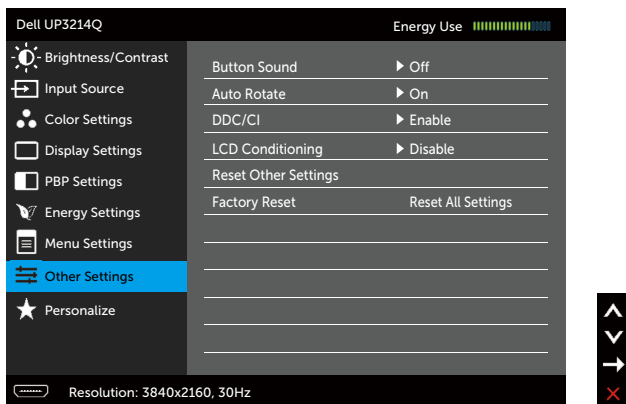 Dell UP3214Q
Energy Use
Brightness/Contrast
Input Source
Color Settings
Display Settings
PBP Settings
Energy Settings
Menu Settings
Other Settings
Personalize
Button Sound Off
Auto Rotate On
DDC/CI Enable
LCD Conditioning Disable
Reset Other Settings
Factory Reset Reset All Settings
Resolution: 3840x2160, 30Hz